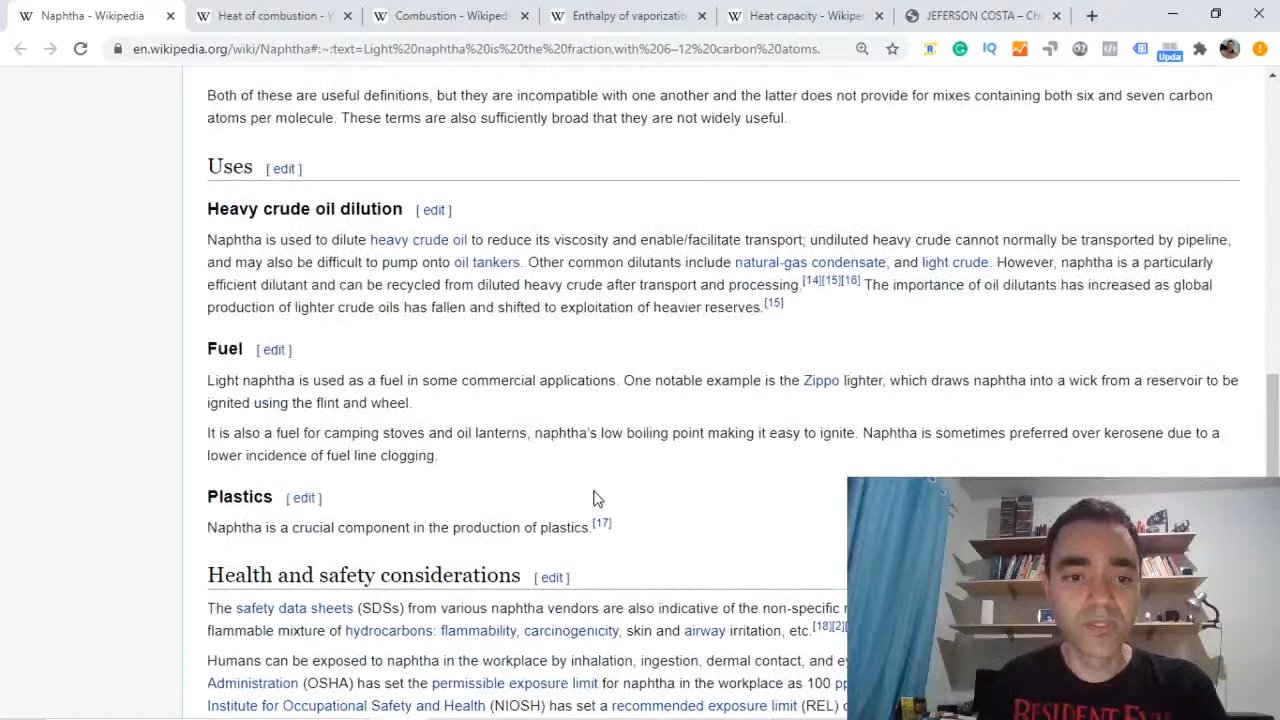 Naphtha - Wikipedia
Heat of combustion - W
Combustion - Wikiped
Enthalpy of vaporizatio
Heat capacity - Wikipe
JEFERSON COSTA – Ch
en.wikipedia.org/wiki/Naphtha#:~:text=Light%20naphtha%20is%20the%20fraction,with%206–12%20carbon%20atoms.
Upda
Both of these are useful definitions, but they are incompatible with one another and the latter does not provide for mixes containing both six and seven carbon
atoms per molecule. These terms are also sufficiently broad that they are not widely useful.
Uses [ edit ]
Heavy crude oil dilution [ edit ]
Naphtha is used to dilute heavy crude oil to reduce its viscosity and enable/facilitate transport; undiluted heavy crude cannot normally be transported by pipeline,
and may also be difficult to pump onto oil tankers. Other common dilutants include natural-gas condensate, and light crude. However, naphtha is a particularly
efficient dilutant and can be recycled from diluted heavy crude after transport and processing.[14][15][16] The importance of oil dilutants has increased as global
production of lighter crude oils has fallen and shifted to exploitation of heavier reserves.[15]
Fuel [ edit ]
Light naphtha is used as a fuel in some commercial applications. One notable example is the Zippo lighter, which draws naphtha into a wick from a reservoir to be
ignited using the flint and wheel.
It is also a fuel for camping stoves and oil lanterns, naphtha's low boiling point making it easy to ignite. Naphtha is sometimes preferred over kerosene due to a
lower incidence of fuel line clogging.
Plastics [ edit ]
Naphtha is a crucial component in the production of plastics.[17]
Health and safety considerations [ edit ]
The safety data sheets (SDSs) from various naphtha vendors are also indicative of the non-specific
flammable mixture of hydrocarbons: flammability, carcinogenicity, skin and airway irritation, etc.[18][2]
Humans can be exposed to naphtha in the workplace by inhalation, ingestion, dermal contact, and
Administration (OSHA) has set the permissible exposure limit for naphtha in the workplace as 100
Institute for Occupational Safety and Health (NIOSH) has set a recommended exposure limit (REL)
RESIDENT EVI